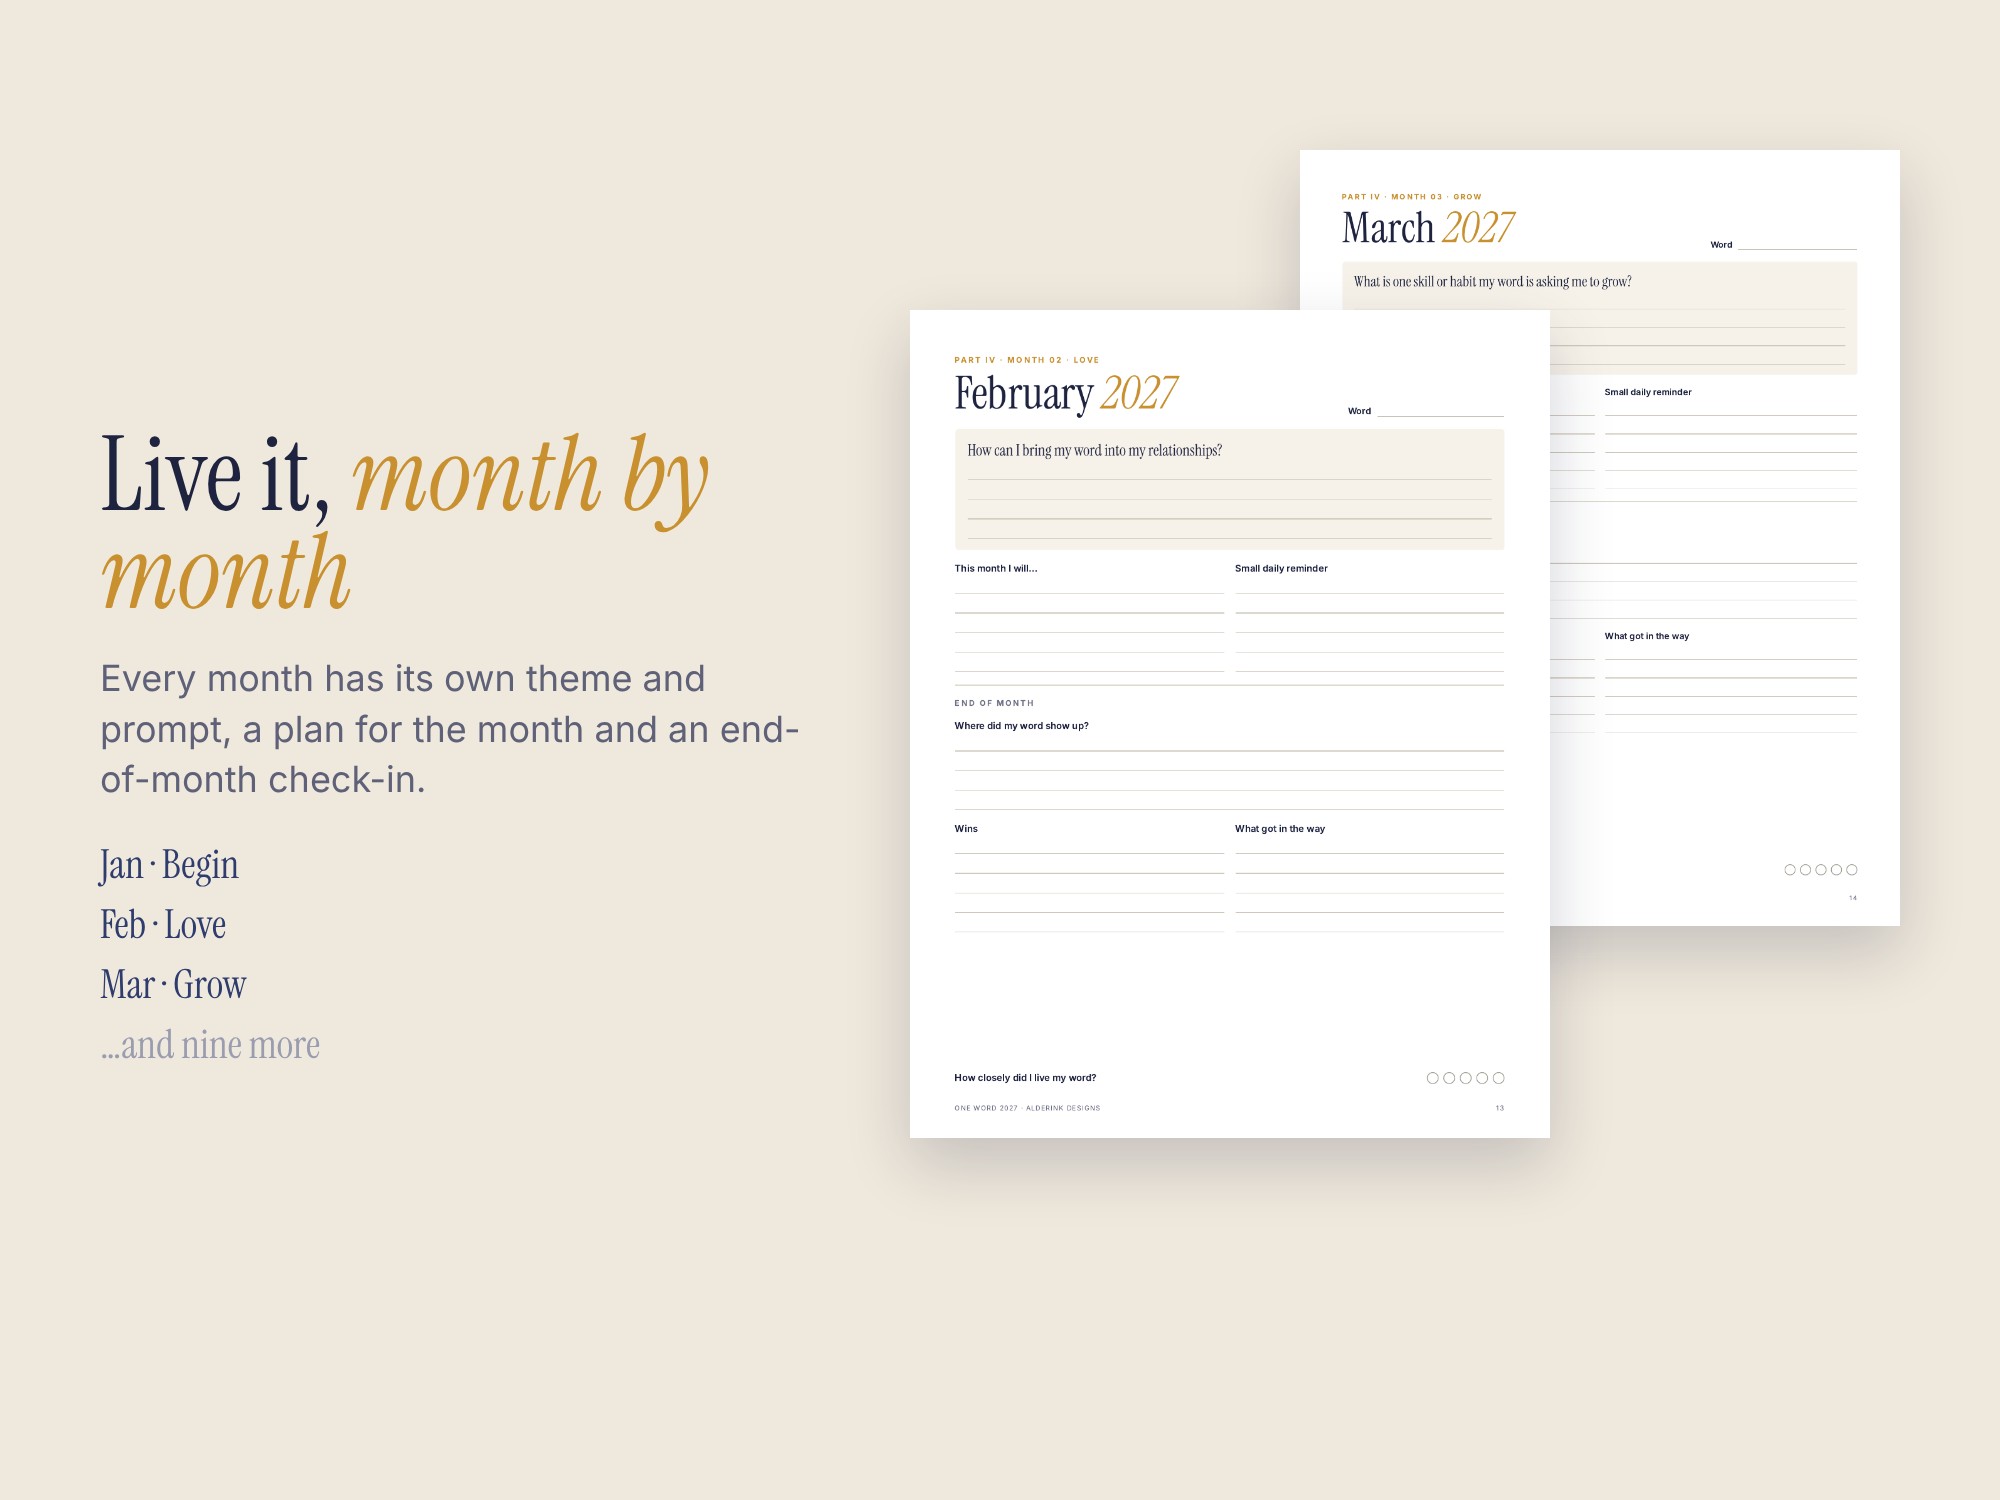 Live it, month by
month
Every month has its own theme and
prompt, a plan for the month and an end-
of-month check-in.
Jan · Begin
Feb · Love
Mar · Grow
...and nine more
PART IV · MONTH 02 · LOVE
February 2027
Word
How can I bring my word into my relationships?
This month I will...
Small daily reminder
END OF MONTH
Where did my word show up?
Wins
What got in the way
How closely did I live my word?
ONE WORD 2027 · ALDERINK DESIGNS
13
PART IV · MONTH 03 · GROW
March 2027
Word
What is one skill or habit my word is asking me to grow?
Small daily reminder
What got in the way
14